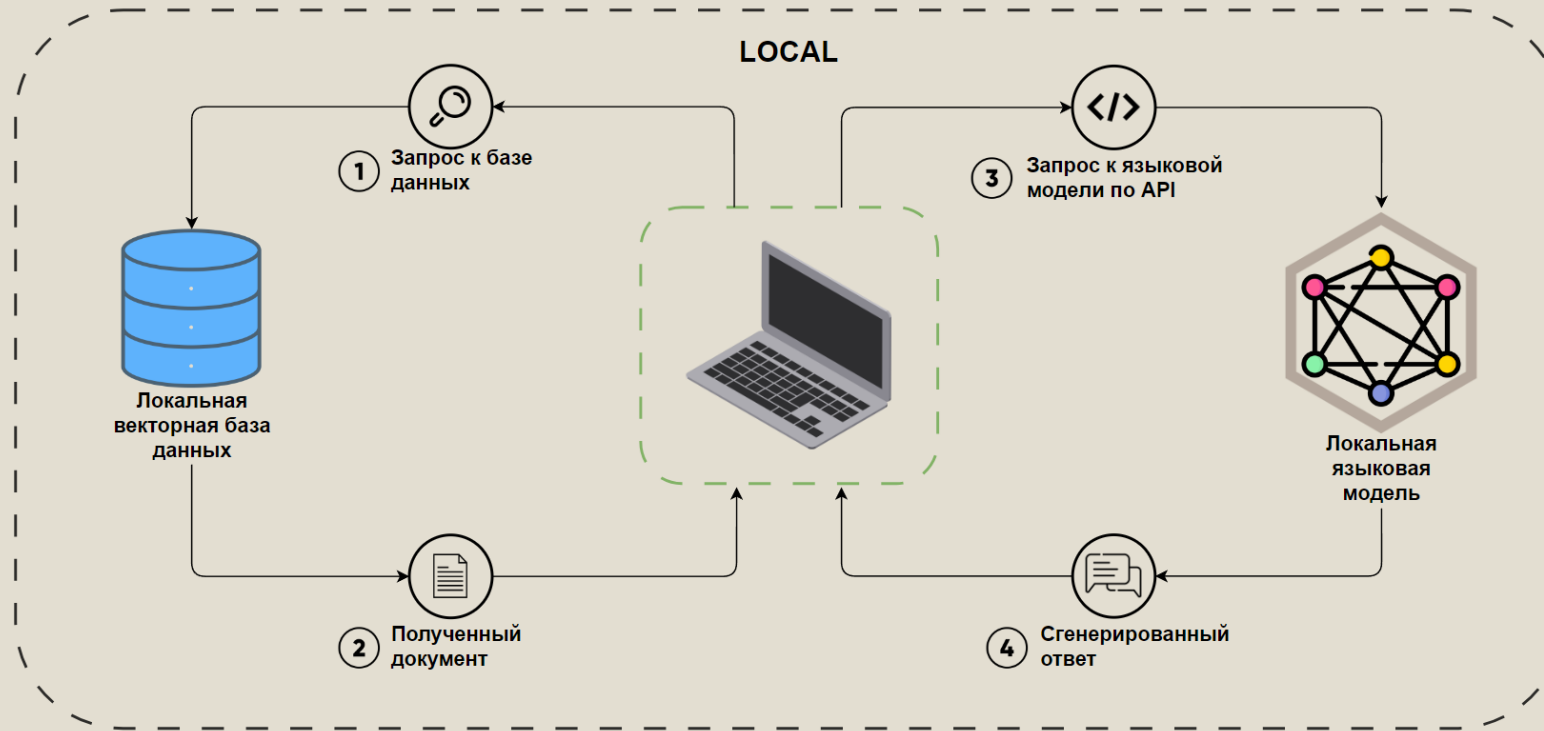 LOCAL
1
Запрос к базе
данных
3
Запрос к языковой
модели по API
Локальная
векторная база
данных
Локальная
языковая
модель
2
Полученный
документ
4
Сгенерированный
ответ